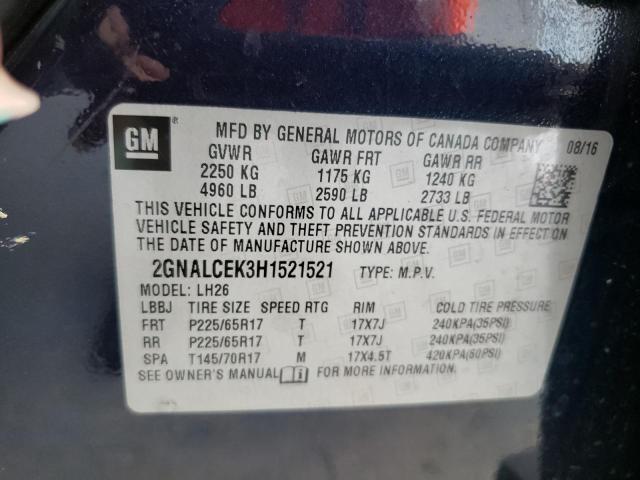 GM ®
MFD BY GENERAL MOTORS OF CANADA COMPANY 08/16
GVWR GAWR FRT GAWR RR
2250 KG 1175 KG 1240 KG
4960 LB 2590 LB 2733 LB
THIS VEHICLE CONFORMS TO ALL APPLICABLE U.S. FEDERAL MOTOR
VEHICLE SAFETY AND THEFT PREVENTION STANDARDS IN EFFECT ON
THE DATE OF MANUFACTURE SHOWN ABOVE.
2GNALCEK3H1521521 TYPE: M.P.V.
MODEL: LH26
LBBJ TIRE SIZE SPEED RTG RIM COLD TIRE PRESSURE
FRT P225/65R17 T 17X7J 240KPA(35PSI)
RR P225/65R17 T 17X7J 240KPA(35PSI)
SPA T145/70R17 M 17X4.5T 420KPA(60PSI)
SEE OWNER'S MANUAL FOR MORE INFORMATION.